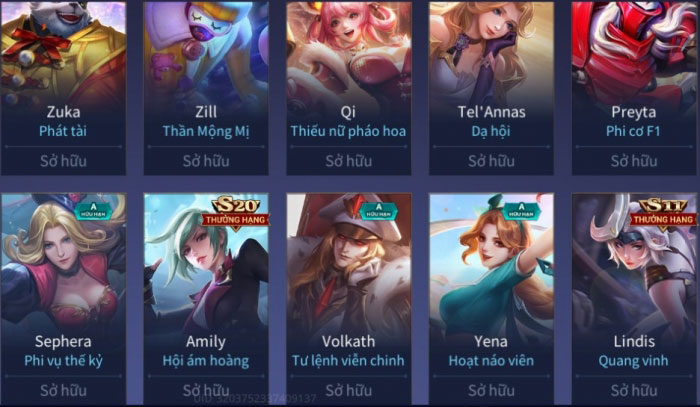 Zuka
Phát tài
Sở hữu
Zill
Thần Mộng Mị
Sở hữu
Qi
Thiếu nữ pháo hoa
Sở hữu
Tel'Annas
Dạ hội
Sở hữu
Preyta
Phi cơ F1
Sở hữu
A
HỮU HẠN
Sephera
Phi vụ thế kỷ
Sở hữu
S20
THƯỞNG HẠNG
Amily
Hội ám hoàng
Sở hữu
A
HỮU HẠN
Volkath
Tư lệnh viễn chinh
Sở hữu
A
HỮU HẠN
Yena
Hoạt náo viên
Sở hữu
S11
THƯỞNG HẠNG
Lindis
Quang vinh
Sở hữu
UID: 3203752337409137